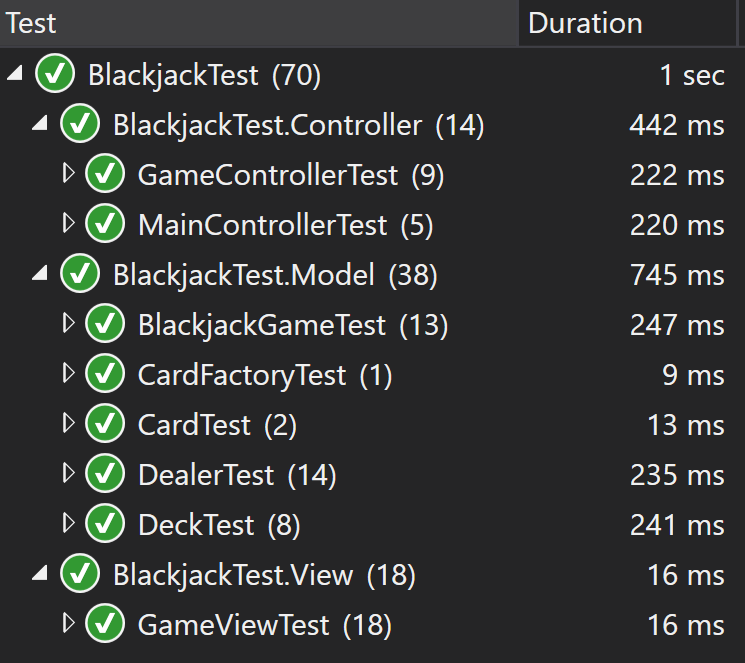 Test Duration
BlackjackTest (70) 1 sec
BlackjackTest.Controller (14) 442 ms
GameControllerTest (9) 222 ms
MainControllerTest (5) 220 ms
BlackjackTest.Model (38) 745 ms
BlackjackGameTest (13) 247 ms
CardFactoryTest (1) 9 ms
CardTest (2) 13 ms
DealerTest (14) 235 ms
DeckTest (8) 241 ms
BlackjackTest.View (18) 16 ms
GameViewTest (18) 16 ms